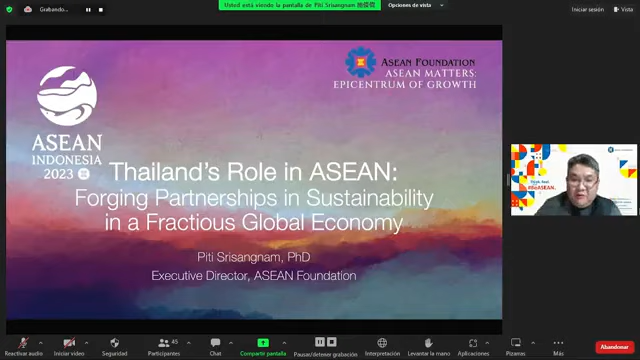 Grabando...
Usted está viendo la pantalla de Piti Srisangnam
Opciones de vista
Iniciar sesión
Vista
ASEAN FOUNDATION
ASEAN MATTERS:
EPICENTRUM OF GROWTH
ASEAN
INDONESIA
2023
Thailand's Role in ASEAN:
Forging Partnerships in Sustainability
in a Fractious Global Economy
Piti Srisangnam, PhD
Executive Director, ASEAN Foundation
#BeASEAN.
Reactivar audio
Iniciar video
Seguridad
Participantes
45
Chat
Compartir pantalla
Pausar/detener grabación
Interpretación
Levantar la mano
Aplicaciones
Pizarras
Más
Abandonar